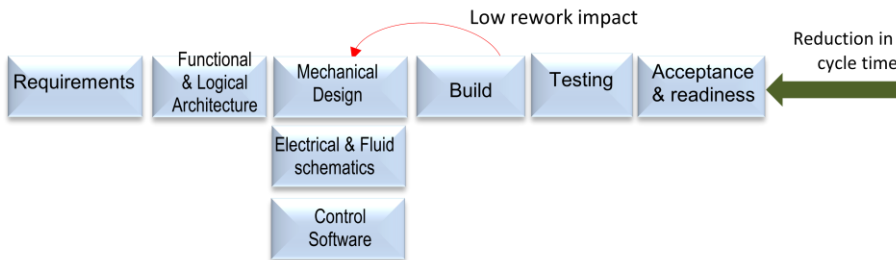 Low rework impact
Reduction in
cycle time
Requirements
Functional
& Logical
Architecture
Mechanical
Design
Build
Testing
Acceptance
& readiness
Electrical & Fluid
schematics
Control
Software